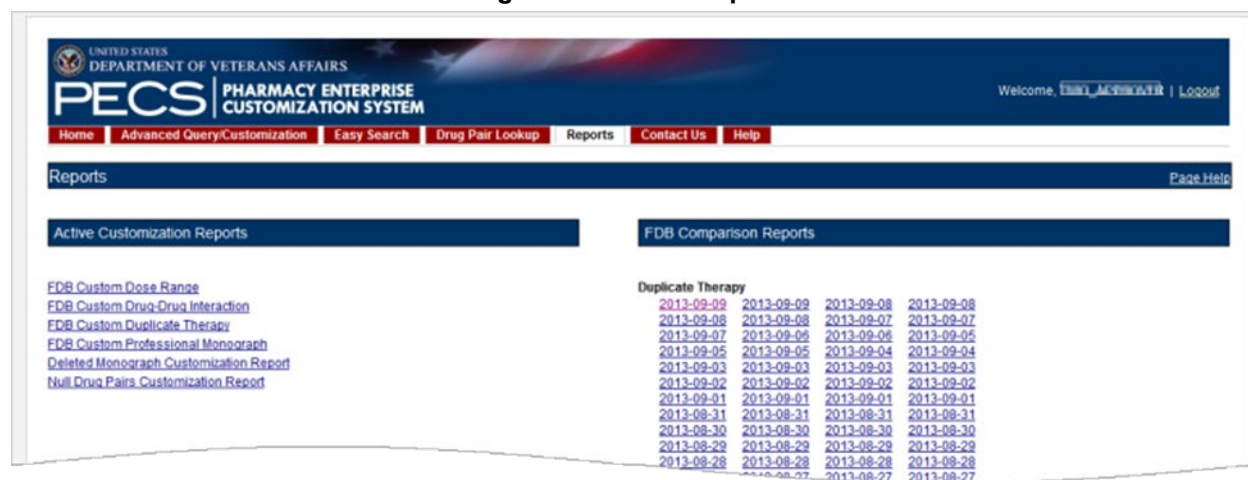 UNITED STATES
DEPARTMENT OF VETERANS AFFAIRS
PECS PHARMACY ENTERPRISE
CUSTOMIZATION SYSTEM
Welcome, | Logout
Home Advanced Query/Customization Easy Search Drug Pair Lookup Reports Contact Us Help
Reports Page Help
Active Customization Reports
FDB Custom Dose Range
FDB Custom Drug-Drug Interaction
FDB Custom Duplicate Therapy
FDB Custom Professional Monograph
Deleted Monograph Customization Report
Null Drug Pairs Customization Report
FDB Comparison Reports
Duplicate Therapy
2013-09-09 2013-09-09 2013-09-08 2013-09-08
2013-09-08 2013-09-08 2013-09-07 2013-09-07
2013-09-07 2013-09-06 2013-09-06 2013-09-05
2013-09-05 2013-09-05 2013-09-04 2013-09-04
2013-09-03 2013-09-03 2013-09-03 2013-09-03
2013-09-02 2013-09-02 2013-09-02 2013-09-02
2013-09-01 2013-09-01 2013-09-01 2013-09-01
2013-08-31 2013-08-31 2013-08-31 2013-08-31
2013-08-30 2013-08-30 2013-08-30 2013-08-30
2013-08-29 2013-08-29 2013-08-29 2013-08-29
2013-08-28 2013-08-28 2013-08-28 2013-08-28
2013-08-27 2013-08-27